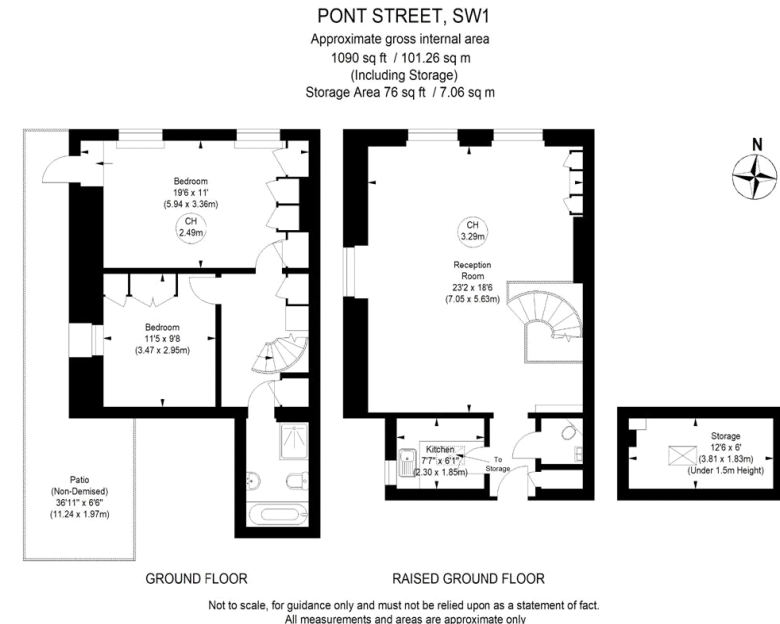 PONT STREET, SW1
Approximate gross internal area
1090 sq ft / 101.26 sq m
(Including Storage)
Storage Area 76 sq ft / 7.06 sq m
N
Bedroom
19'6 x 11'
(5.94 x 3.36m)
CH
2.49m
Bedroom
11'5 x 9'8
(3.47 x 2.95m)
Patio
(Non-Demised)
36'11" x 6'6"
(11.24 x 1.97m)
CH
3.29m
Reception
Room
23'2 x 18'6
(7.05 x 5.63m)
Kitchen
7'7" x 6'1"
(2.30 x 1.85m)
To
Storage
Storage
12'6 x 6'
(3.81 x 1.83m)
(Under 1.5m Height)
GROUND FLOOR
RAISED GROUND FLOOR
Not to scale, for guidance only and must not be relied upon as a statement of fact.
All measurements and areas are approximate only